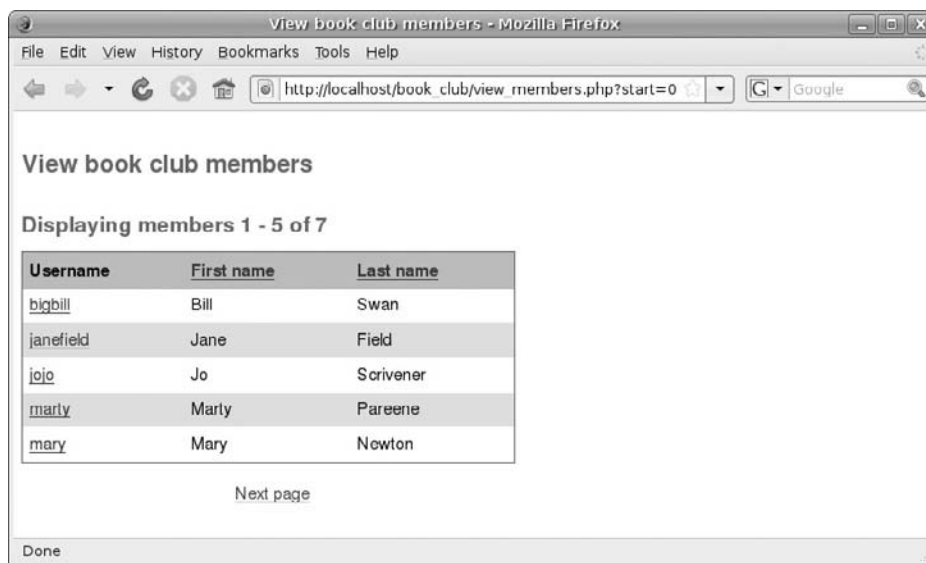 View book club members - Mozilla Firefox
File Edit View History Bookmarks Tools Help
http://localhost/book_club/view_members.php?start=0 G Google
View book club members
Displaying members 1 - 5 of 7
Username First name Last name
bigbill Bill Swan
janefield Jane Field
jojo Jo Scrivener
marty Marty Pareene
mary Mary Newton
Next page
Done